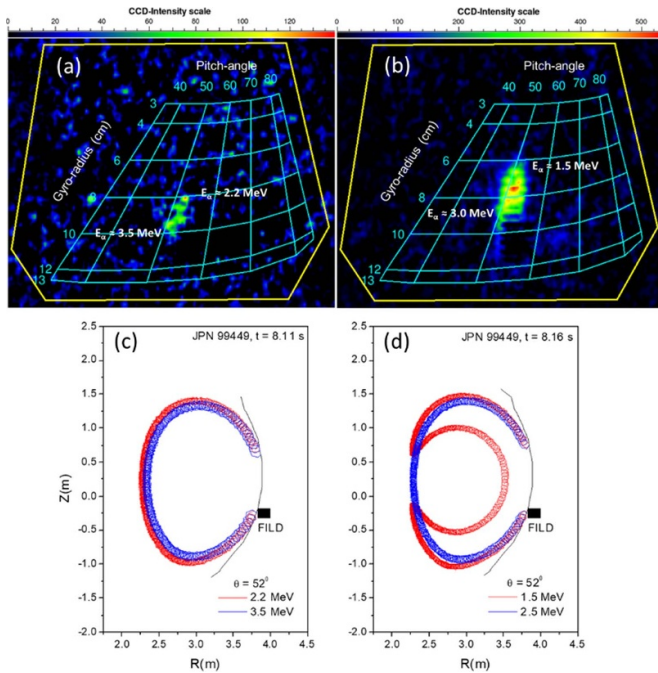 CCD-Intensity scale
0 20 40 60 80 100 120
CCD-Intensity scale
0 100 200 300 400 500
(a)
Pitch-angle
40 50 60 70 80
3
4
6
8
10
12
13
Gyro-radius (cm)
Eα ≈ 2.2 MeV
Eα ≈ 3.5 MeV
(b)
Pitch-angle
40 50 60 70 80
3
4
6
8
10
12
13
Gyro-radius (cm)
Eα ≈ 1.5 MeV
Eα ≈ 3.0 MeV
(c)
JPN 99449, t = 8.11 s
2.5
2.0
1.5
1.0
0.5
0.0
-0.5
-1.0
-1.5
-2.0
Z(m)
FILD
θ = 52⁰
2.2 MeV
3.5 MeV
2.0 2.5 3.0 3.5 4.0 4.5
R(m)
(d)
JPN 99449, t = 8.16 s
2.5
2.0
1.5
1.0
0.5
0.0
-0.5
-1.0
-1.5
-2.0
FILD
θ = 52⁰
1.5 MeV
2.5 MeV
2.0 2.5 3.0 3.5 4.0 4.5
R(m)